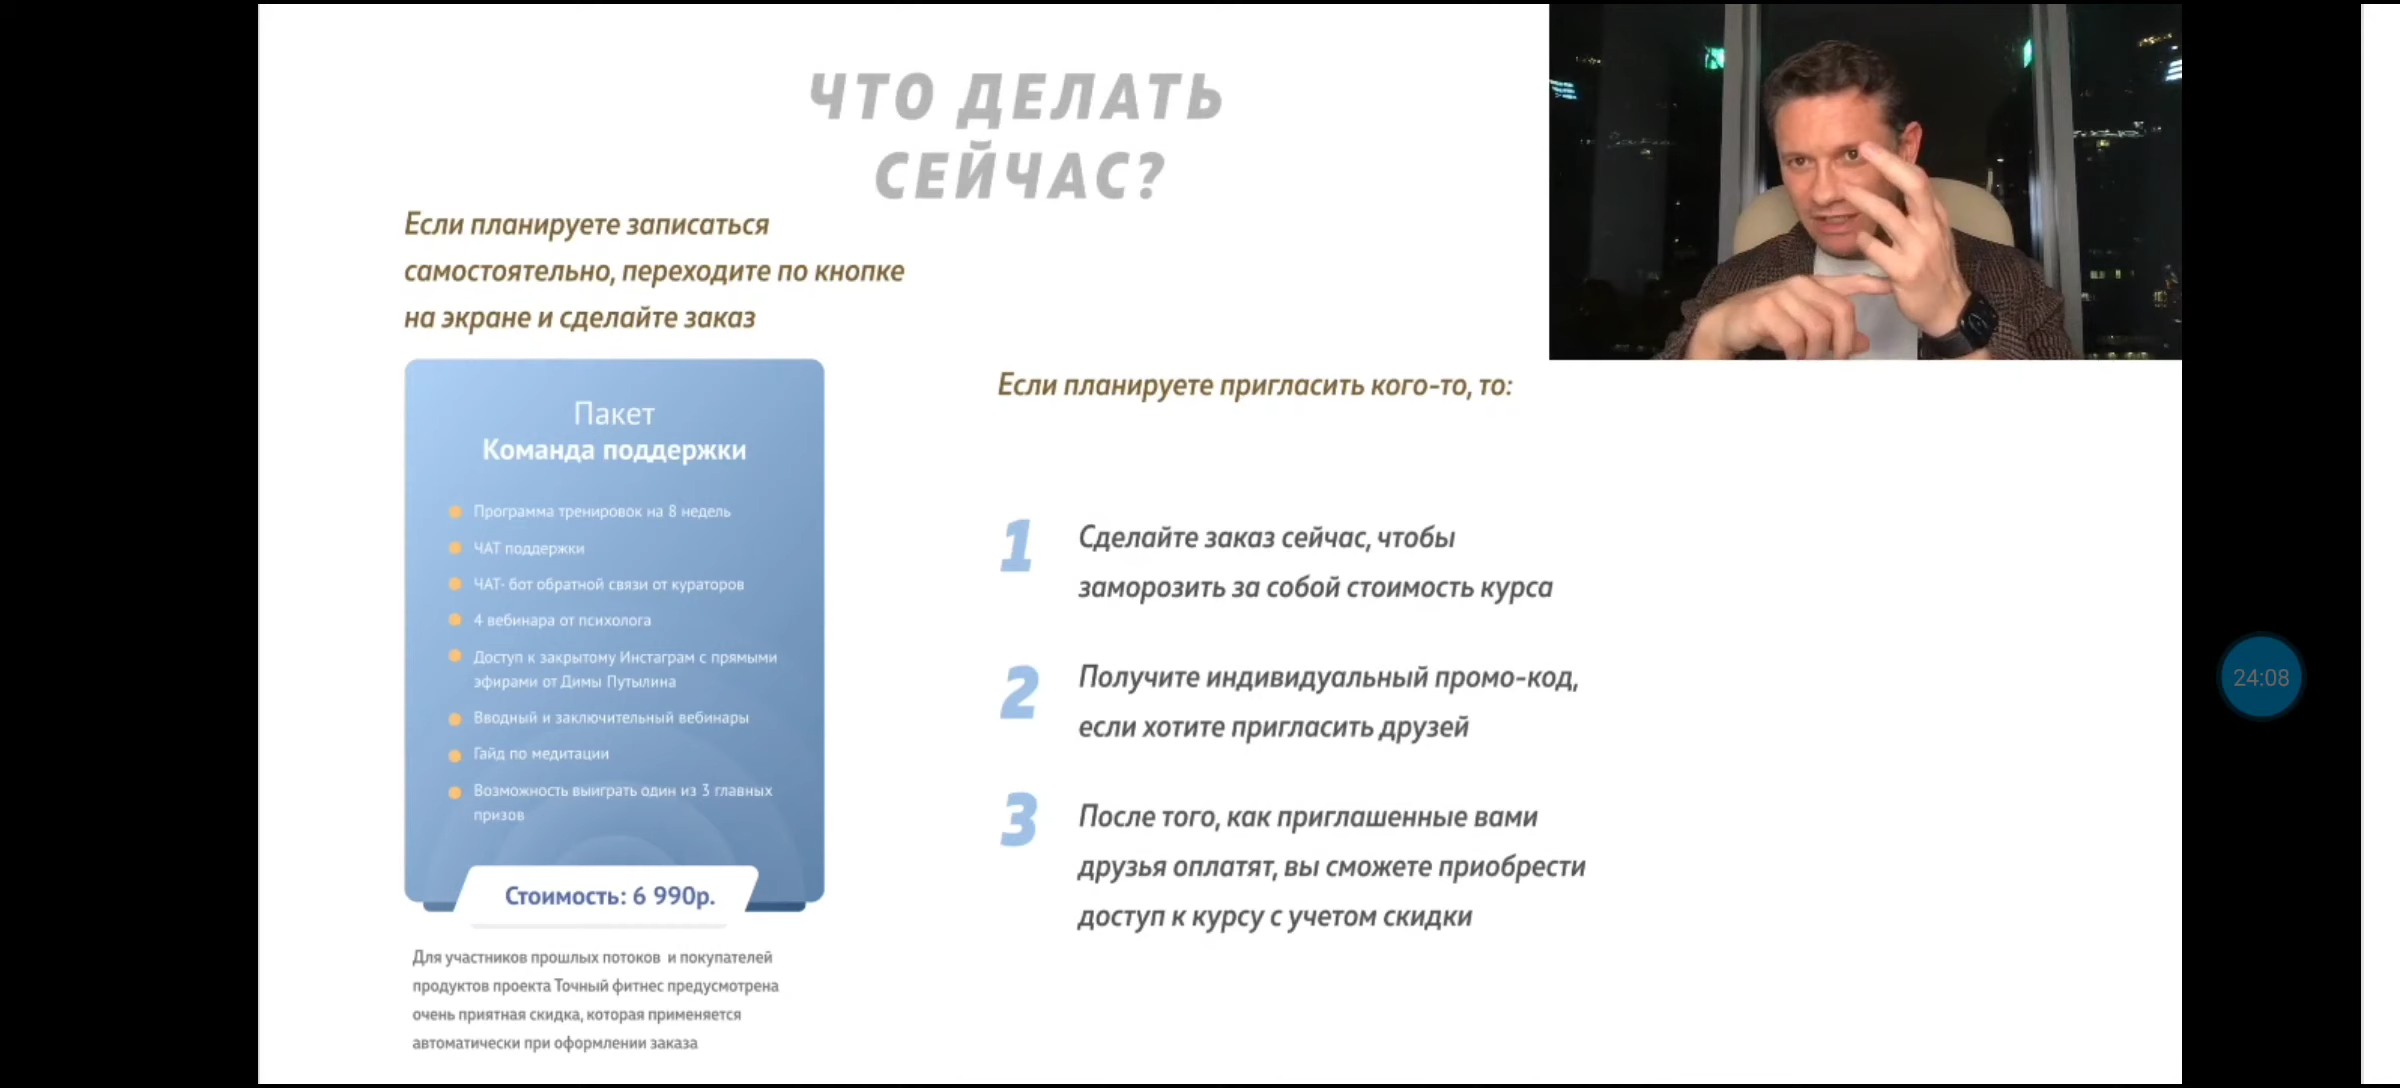 ЧТО ДЕЛАТЬ
СЕЙЧАС?
Если планируете записаться
самостоятельно, переходите по кнопке
на экране и сделайте заказ
Пакет
Команда поддержки
Программа тренировок на 8 недель
ЧАТ поддержки
ЧАТ- бот обратной связи от кураторов
4 вебинара от психолога
Доступ к закрытому Инстаграм с прямыми
эфирами от Димы Путылина
Вводный и заключительный вебинары
Гайд по медитации
Возможность выиграть один из 3 главных
призов
Стоимость: 6 990р.
Для участников прошлых потоков и покупателей
продуктов проекта Точный фитнес предусмотрена
очень приятная скидка, которая применяется
автоматически при оформлении заказа
Если планируете пригласить кого-то, то:
1 Сделайте заказ сейчас, чтобы
заморозить за собой стоимость курса
2 Получите индивидуальный промо-код,
если хотите пригласить друзей
3 После того, как приглашенные вами
друзья оплатят, вы сможете приобрести
доступ к курсу с учетом скидки
24:08